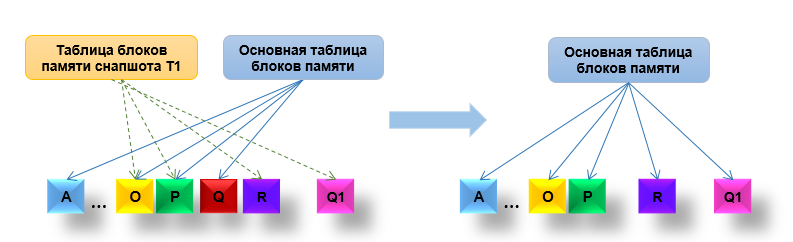 Таблица блоков
памяти снапшота T1
Основная таблица
блоков памяти
A ... O P Q R Q1
Основная таблица
блоков памяти
A ... O P R Q1